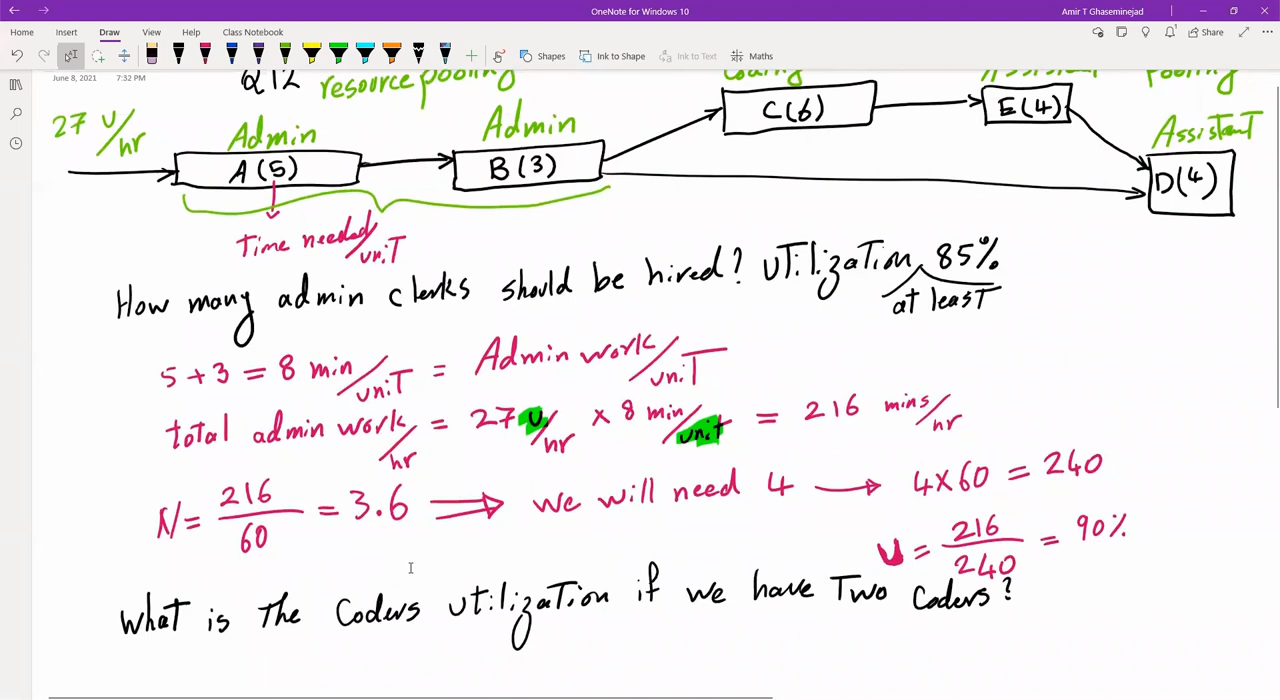 OneNote for Windows 10
Amir T Ghaseminejad
Home Insert Draw View Help Class Notebook
Share
Shapes Ink to Shape Ink to Text Maths
June 8, 2021 7:32 PM
Q12 resource pooling
Coding Assistant Pooling
27 U/hr Admin Admin C(6) E(4) Assistant
A(5) B(3) D(4)
Time needed/uniT
How many admin clerks should be hired? UTilizaTion 85%
at leasT
5+3 = 8 min/uniT = Admin work/uniT
total admin work/hr = 27 U/hr × 8 min/unit = 216 mins/hr
N = 216/60 = 3.6 ⟹ we will need 4 → 4×60 = 240
U = 216/240 = 90%
What is The Coders UtilizaTion if we have Two Coders?